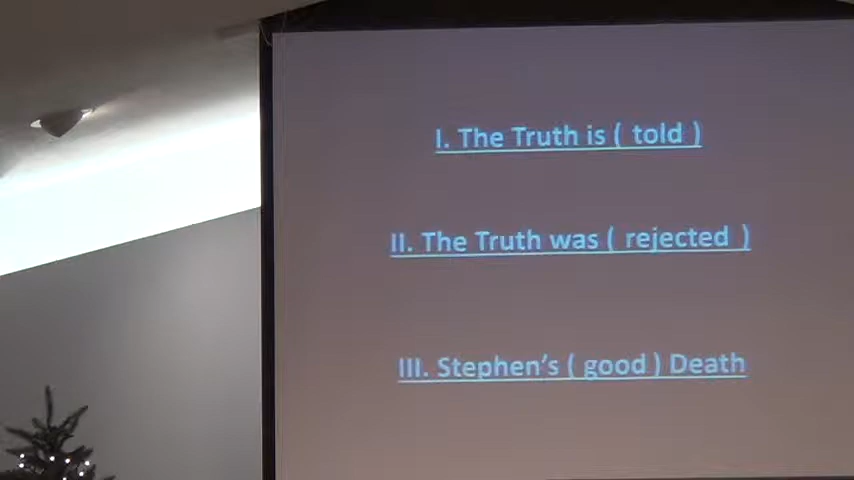 I. The Truth is ( told )
II. The Truth was ( rejected )
III. Stephen's ( good ) Death